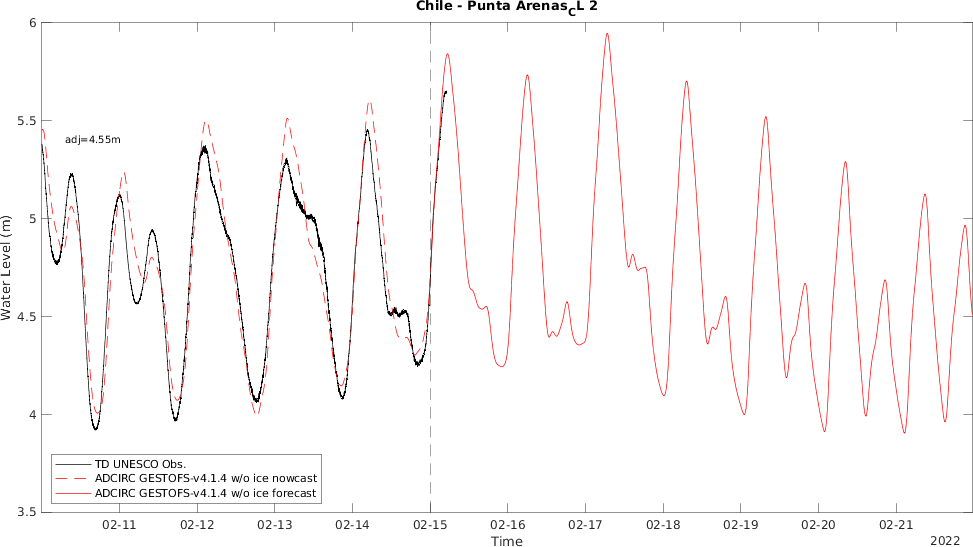 Chile - Punta Arenas_CL 2
6
5.5
adj=4.55m
5
4.5
4
3.5
Water Level (m)
TD UNESCO Obs.
ADCIRC GESTOFS-v4.1.4 w/o ice nowcast
ADCIRC GESTOFS-v4.1.4 w/o ice forecast
02-11 02-12 02-13 02-14 02-15 02-16 02-17 02-18 02-19 02-20 02-21
Time
2022